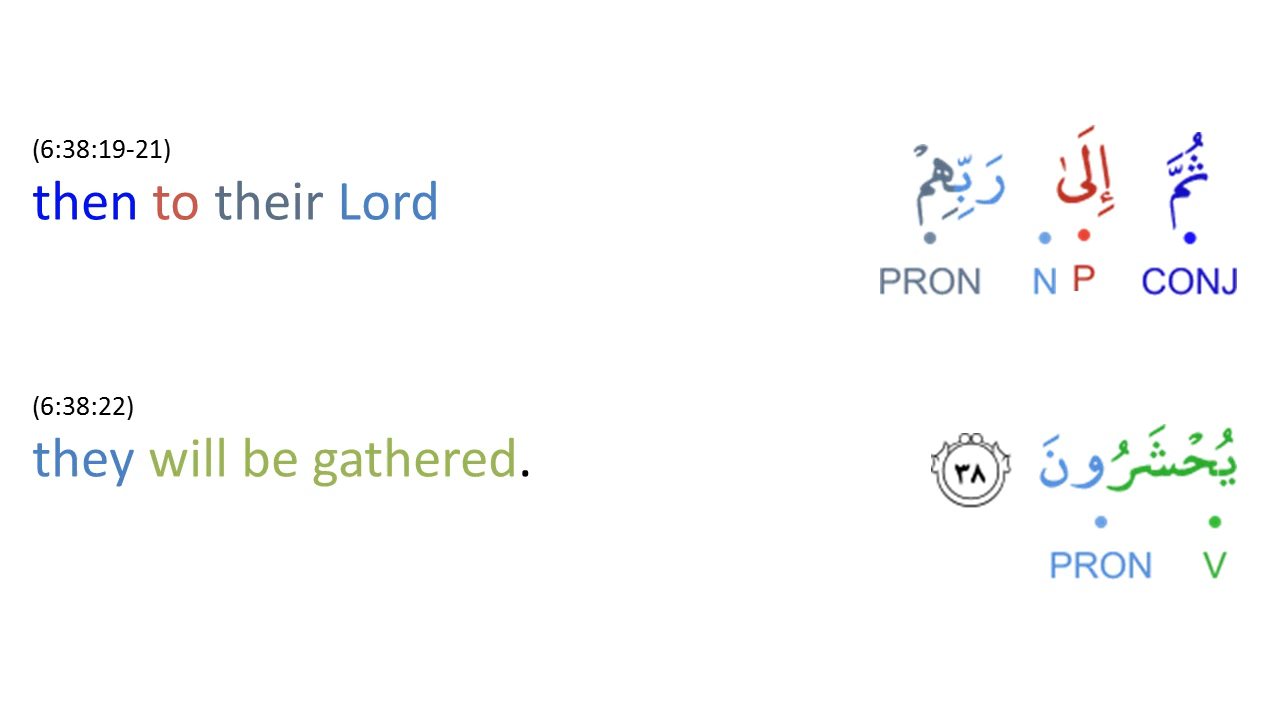 (6:38:19-21)
then to their Lord
ثُمَّ إِلَىٰ رَبِّهِمْ
PRON N P CONJ
(6:38:22)
they will be gathered.
يُحْشَرُونَ ٣٨
PRON V